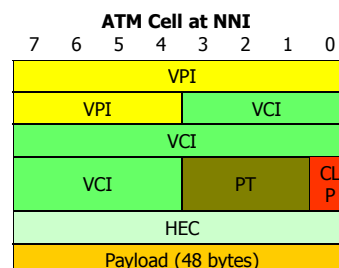 ATM Cell at NNI
7 6 5 4 3 2 1 0
VPI
VPI VCI
VCI
VCI PT CL
P
HEC
Payload (48 bytes)